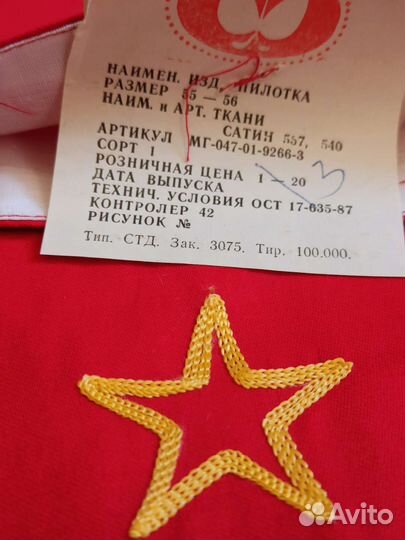 НАИМЕН. ИЗД. ПИЛОТКА
РАЗМЕР 55 — 56
НАИМ. и АРТ. ТКАНИ
САТИН 557, 540
АРТИКУЛ МГ-047-01-9266-3
СОРТ 1
РОЗНИЧНАЯ ЦЕНА 1 — 20 3
ДАТА ВЫПУСКА
ТЕХНИЧ. УСЛОВИЯ ОСТ 17-635-87
КОНТРОЛЕР 42
РИСУНОК №
Тип. СТД. Зак. 3075. Тир. 100.000.
Avito